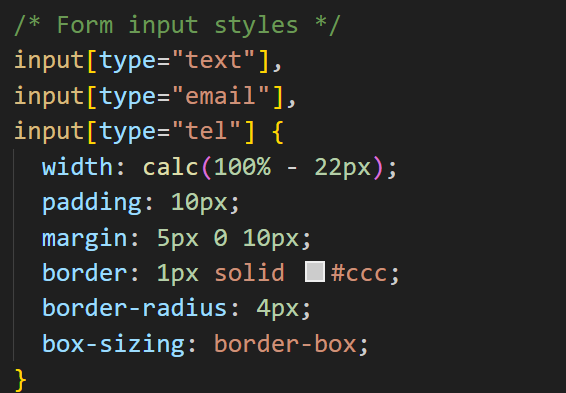 /* Form input styles */
input[type="text"],
input[type="email"],
input[type="tel"] {
  width: calc(100% - 22px);
  padding: 10px;
  margin: 5px 0 10px;
  border: 1px solid #ccc;
  border-radius: 4px;
  box-sizing: border-box;
}